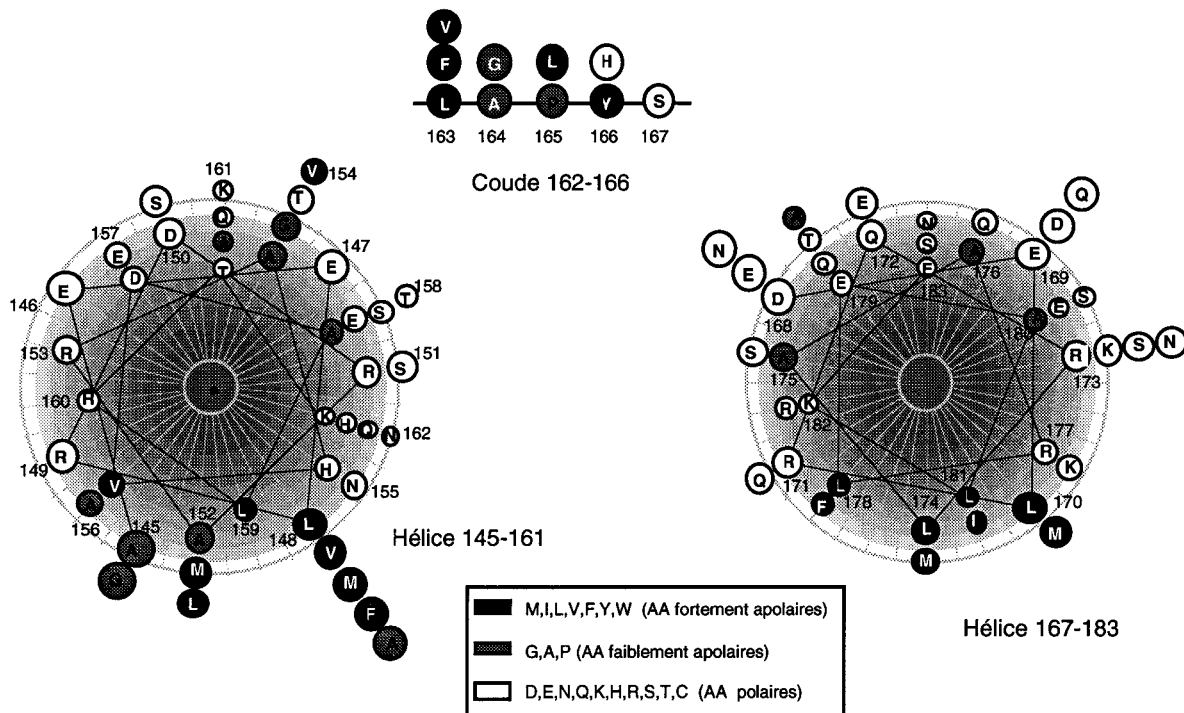 V
F G L H
L A P Y S
163 164 165 166 167
Coude 162-166
161 K V 154
S Q T
157 D A
E 150 T E 147
146 E D T 158
A E S
153 R R S 151
160 H K H Q N 162
149 R H N 155
V 152 L
A 156 145 A 159 148 L
A M V
L M
F
A
Hélice 145-161
E N Q D Q
T Q S A E
N E D Q E 172 E 176 169
168 179 E S
S A R K S N
175 173
R K 182 177
Q R 171 R K
L 178 174 L 170
F L I L M
M
Hélice 167-183
M,I,L,V,F,Y,W (AA fortement apolaires)
G,A,P (AA faiblement apolaires)
D,E,N,Q,K,H,R,S,T,C (AA polaires)